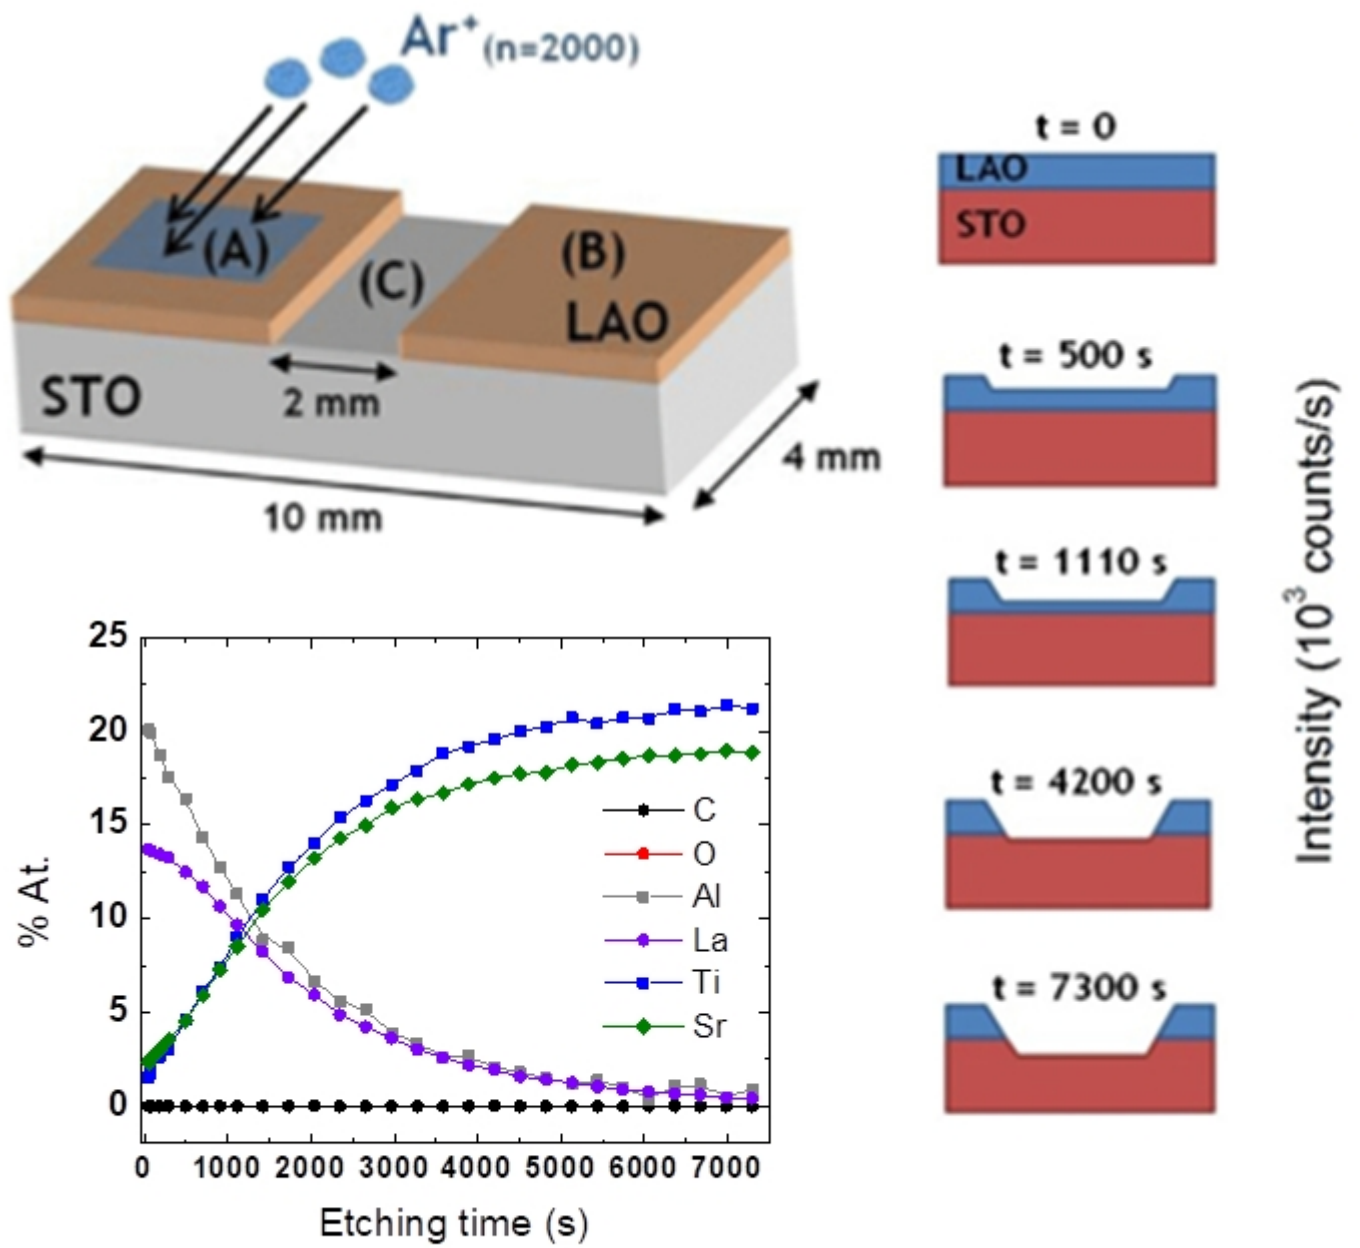 Ar⁺(n=2000)
(A)
(C)
(B)
LAO
STO
2 mm
10 mm
4 mm
t = 0
LAO
STO
t = 500 s
t = 1110 s
t = 4200 s
t = 7300 s
Intensity (10³ counts/s)
25
20
15
10
5
0
% At.
C
O
Al
La
Ti
Sr
0 1000 2000 3000 4000 5000 6000 7000
Etching time (s)